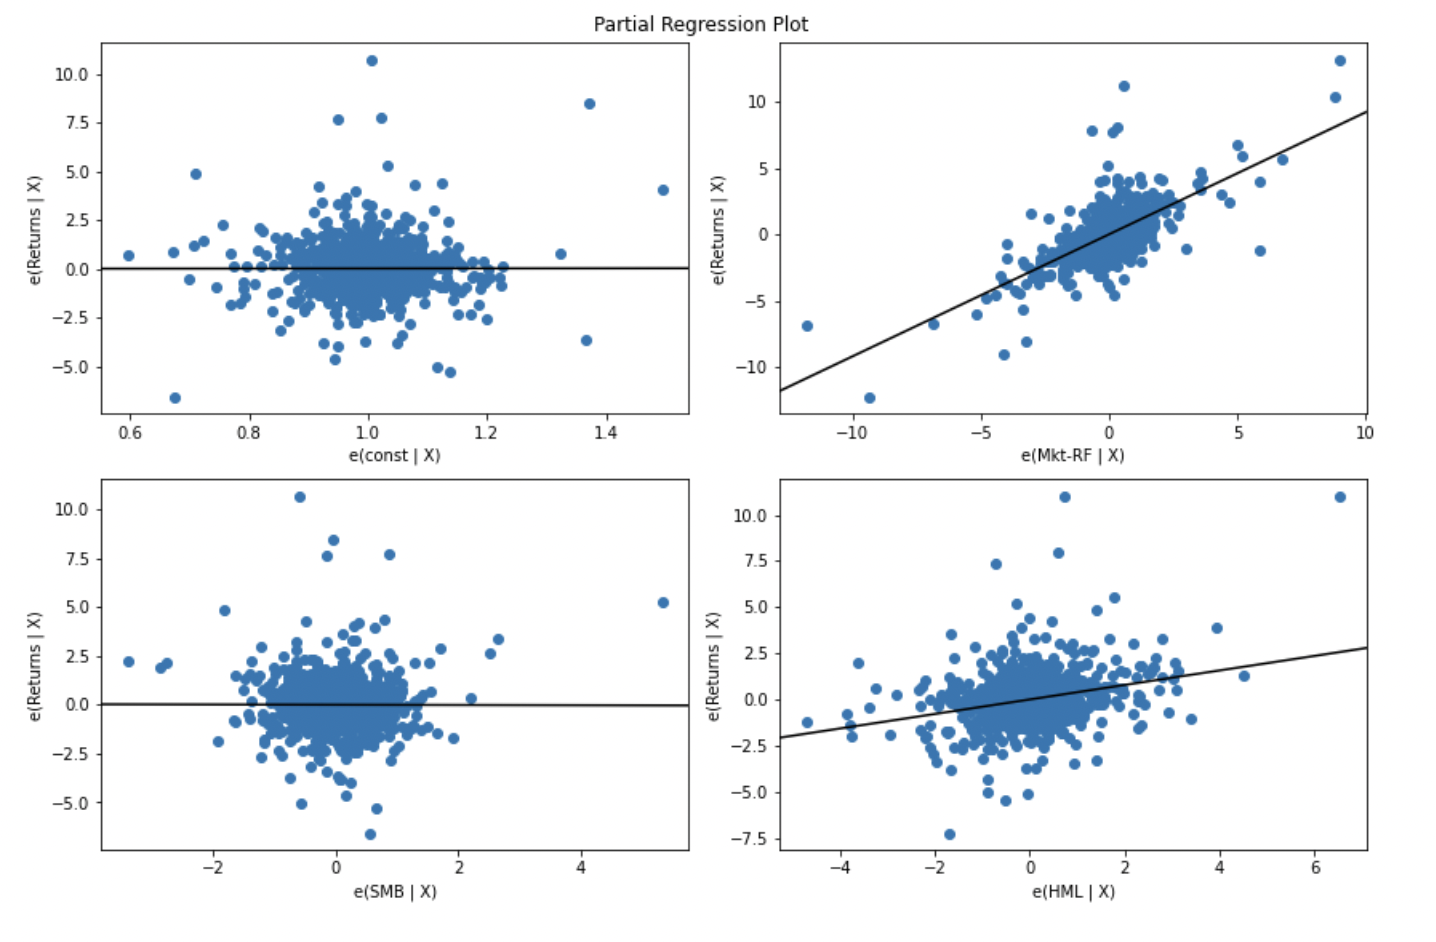 Partial Regression Plot
e(Returns | X)
10.0
7.5
5.0
2.5
0.0
−2.5
−5.0
0.6 0.8 1.0 1.2 1.4
e(const | X)
e(Returns | X)
10
5
0
−5
−10
−10 −5 0 5 10
e(Mkt-RF | X)
e(Returns | X)
10.0
7.5
5.0
2.5
0.0
−2.5
−5.0
−2 0 2 4
e(SMB | X)
e(Returns | X)
10.0
7.5
5.0
2.5
0.0
−2.5
−5.0
−7.5
−4 −2 0 2 4 6
e(HML | X)